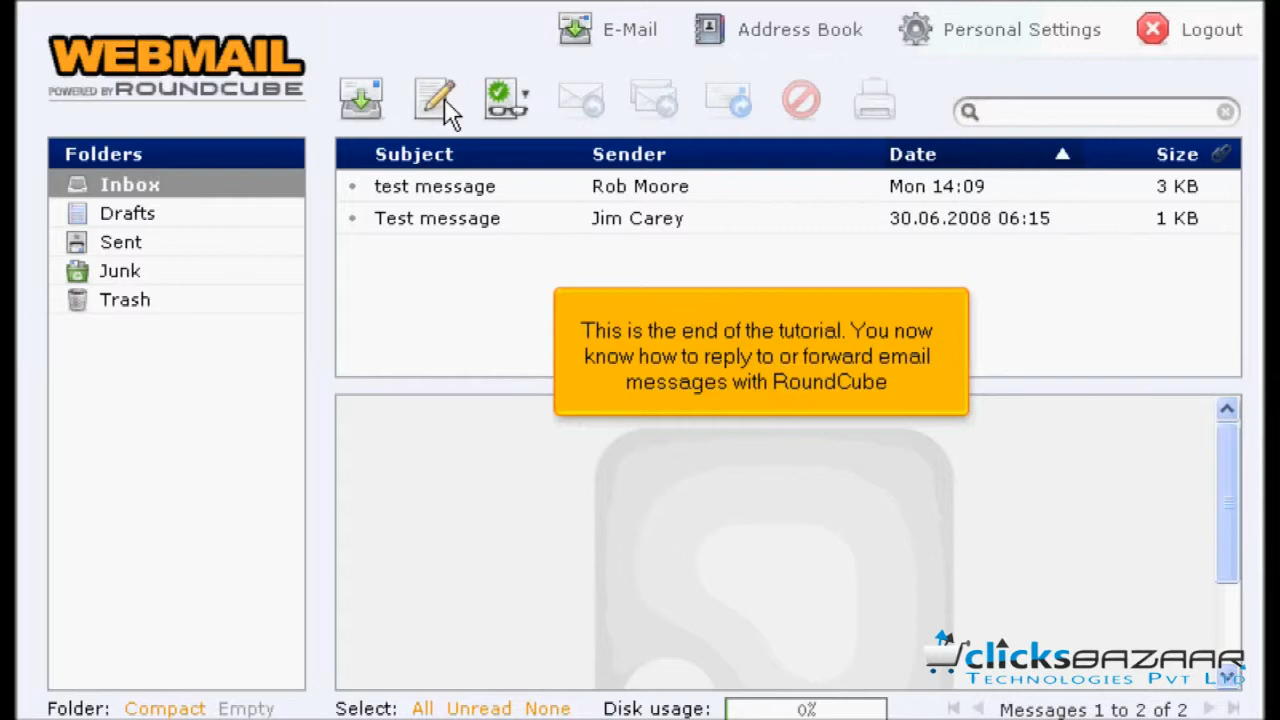 E-Mail Address Book Personal Settings Logout
WEBMAIL
POWERED BY ROUNDCUBE
Folders
Inbox
Drafts
Sent
Junk
Trash
Subject Sender Date Size
test message Rob Moore Mon 14:09 3 KB
Test message Jim Carey 30.06.2008 06:15 1 KB
This is the end of the tutorial. You now
know how to reply to or forward email
messages with RoundCube
clicksBAZAAR
TECHNOLOGIES PVT LTD
Folder: Compact Empty Select: All Unread None Disk usage: 0% Messages 1 to 2 of 2